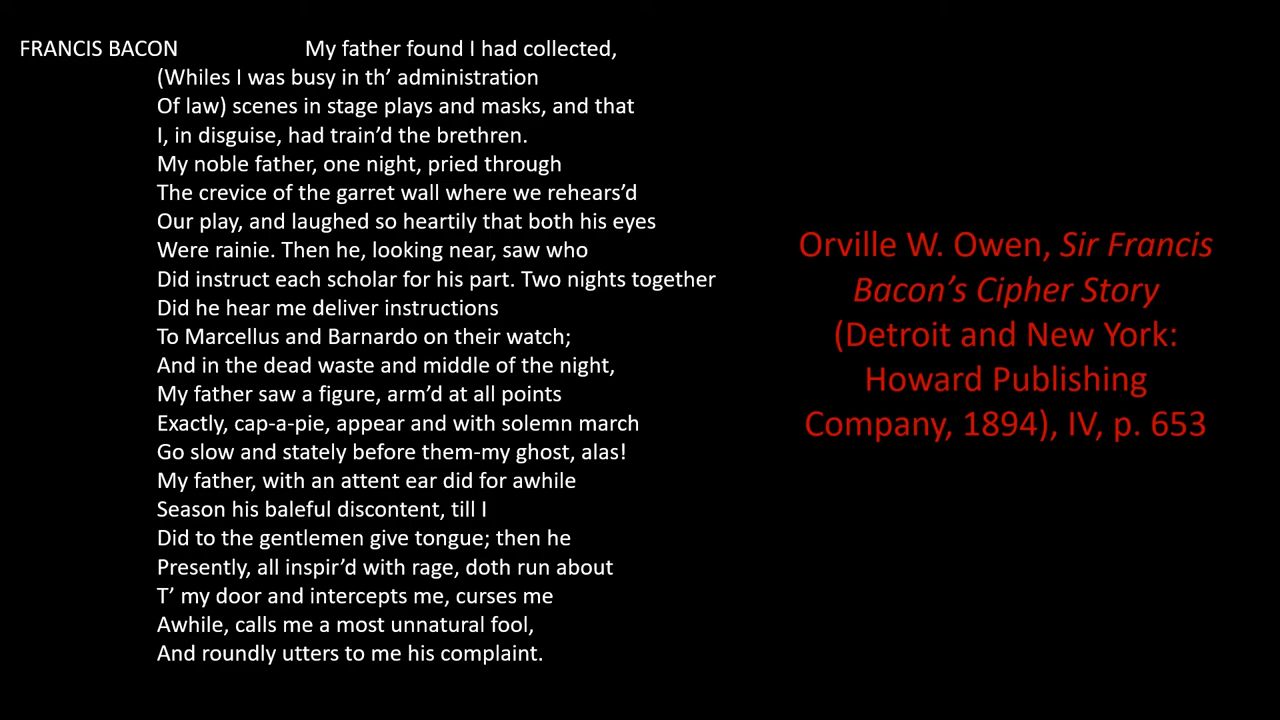 FRANCIS BACON My father found I had collected,
(Whiles I was busy in th’ administration
Of law) scenes in stage plays and masks, and that
I, in disguise, had train’d the brethren.
My noble father, one night, pried through
The crevice of the garret wall where we rehears’d
Our play, and laughed so heartily that both his eyes
Were rainie. Then he, looking near, saw who
Did instruct each scholar for his part. Two nights together
Did he hear me deliver instructions
To Marcellus and Barnardo on their watch;
And in the dead waste and middle of the night,
My father saw a figure, arm’d at all points
Exactly, cap-a-pie, appear and with solemn march
Go slow and stately before them-my ghost, alas!
My father, with an attent ear did for awhile
Season his baleful discontent, till I
Did to the gentlemen give tongue; then he
Presently, all inspir’d with rage, doth run about
T’ my door and intercepts me, curses me
Awhile, calls me a most unnatural fool,
And roundly utters to me his complaint.
Orville W. Owen, Sir Francis
Bacon’s Cipher Story
(Detroit and New York:
Howard Publishing
Company, 1894), IV, p. 653